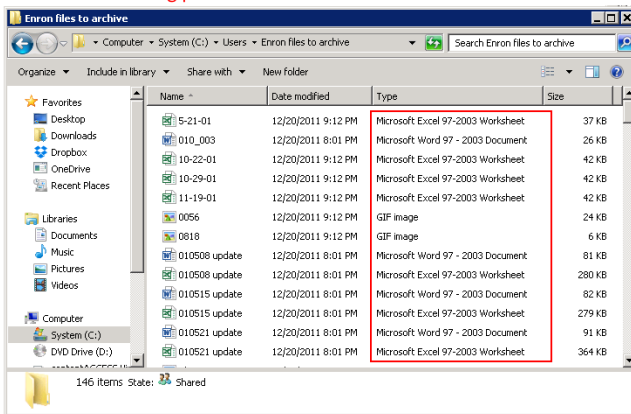 Enron files to archive
Computer System (C:) Users Enron files to archive Search Enron files to archive
Organize Include in library Share with New folder
Favorites
Desktop
Downloads
Dropbox
OneDrive
Recent Places
Libraries
Documents
Music
Pictures
Videos
Computer
System (C:)
DVD Drive (D:)
Name Date modified Type Size
5-21-01 12/20/2011 9:12 PM Microsoft Excel 97-2003 Worksheet 37 KB
010_003 12/20/2011 8:01 PM Microsoft Word 97 - 2003 Document 26 KB
10-22-01 12/20/2011 9:12 PM Microsoft Excel 97-2003 Worksheet 42 KB
10-29-01 12/20/2011 9:12 PM Microsoft Excel 97-2003 Worksheet 42 KB
11-19-01 12/20/2011 9:12 PM Microsoft Excel 97-2003 Worksheet 42 KB
0056 12/20/2011 9:12 PM GIF image 24 KB
0818 12/20/2011 9:12 PM GIF image 6 KB
010508 update 12/20/2011 8:01 PM Microsoft Word 97 - 2003 Document 81 KB
010508 update 12/20/2011 8:01 PM Microsoft Excel 97-2003 Worksheet 280 KB
010515 update 12/20/2011 8:01 PM Microsoft Word 97 - 2003 Document 82 KB
010515 update 12/20/2011 8:01 PM Microsoft Excel 97-2003 Worksheet 279 KB
010521 update 12/20/2011 8:01 PM Microsoft Word 97 - 2003 Document 91 KB
010521 update 12/20/2011 8:01 PM Microsoft Excel 97-2003 Worksheet 364 KB
146 items State: Shared